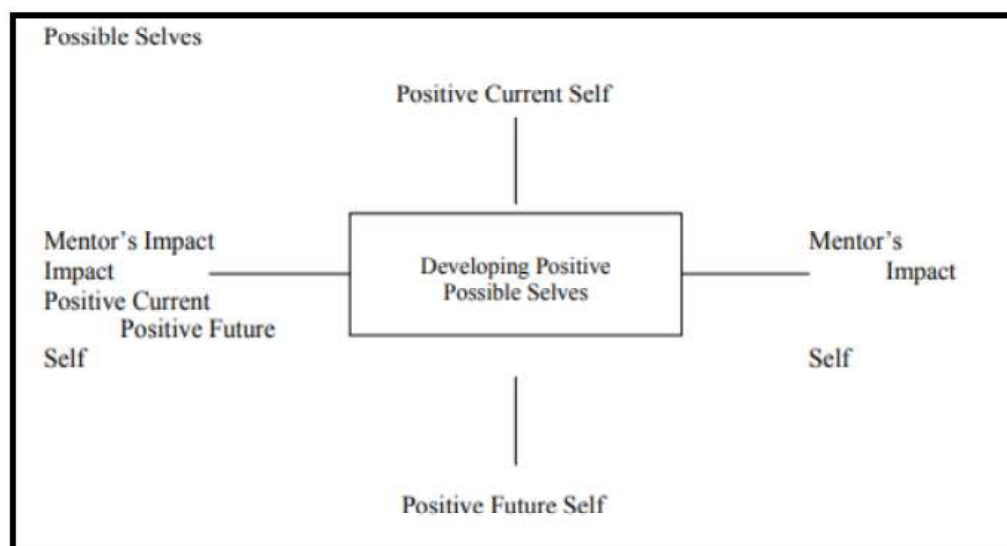 Possible Selves
Positive Current Self
Mentor's Impact
Impact
Positive Current
Positive Future
Self
Developing Positive
Possible Selves
Mentor's
Impact
Self
Positive Future Self